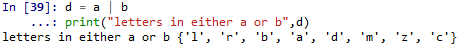 In [39]: d = a | b
...: print("letters in either a or b",d)
letters in either a or b {'l', 'r', 'b', 'a', 'd', 'm', 'z', 'c'}